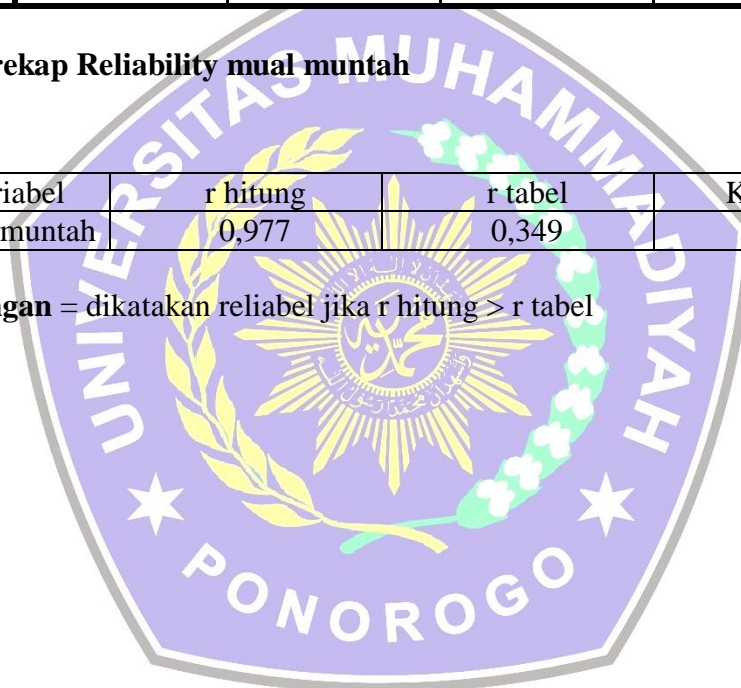 rekap Reliability mual muntah
riabel r hitung r tabel K
muntah 0,977 0,349
ngan = dikatakan reliabel jika r hitung > r tabel
UNIVERSITAS MUHAMMADIYAH
PONOROGO